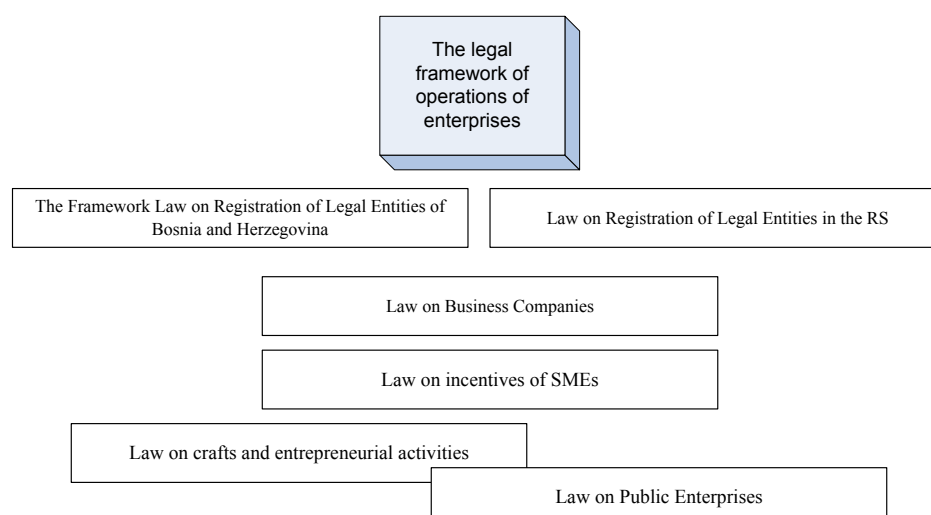 The legal
framework of
operations of
enterprises
The Framework Law on Registration of Legal Entities of
Bosnia and Herzegovina
Law on Registration of Legal Entities in the RS
Law on Business Companies
Law on incentives of SMEs
Law on crafts and entrepreneurial activities
Law on Public Enterprises